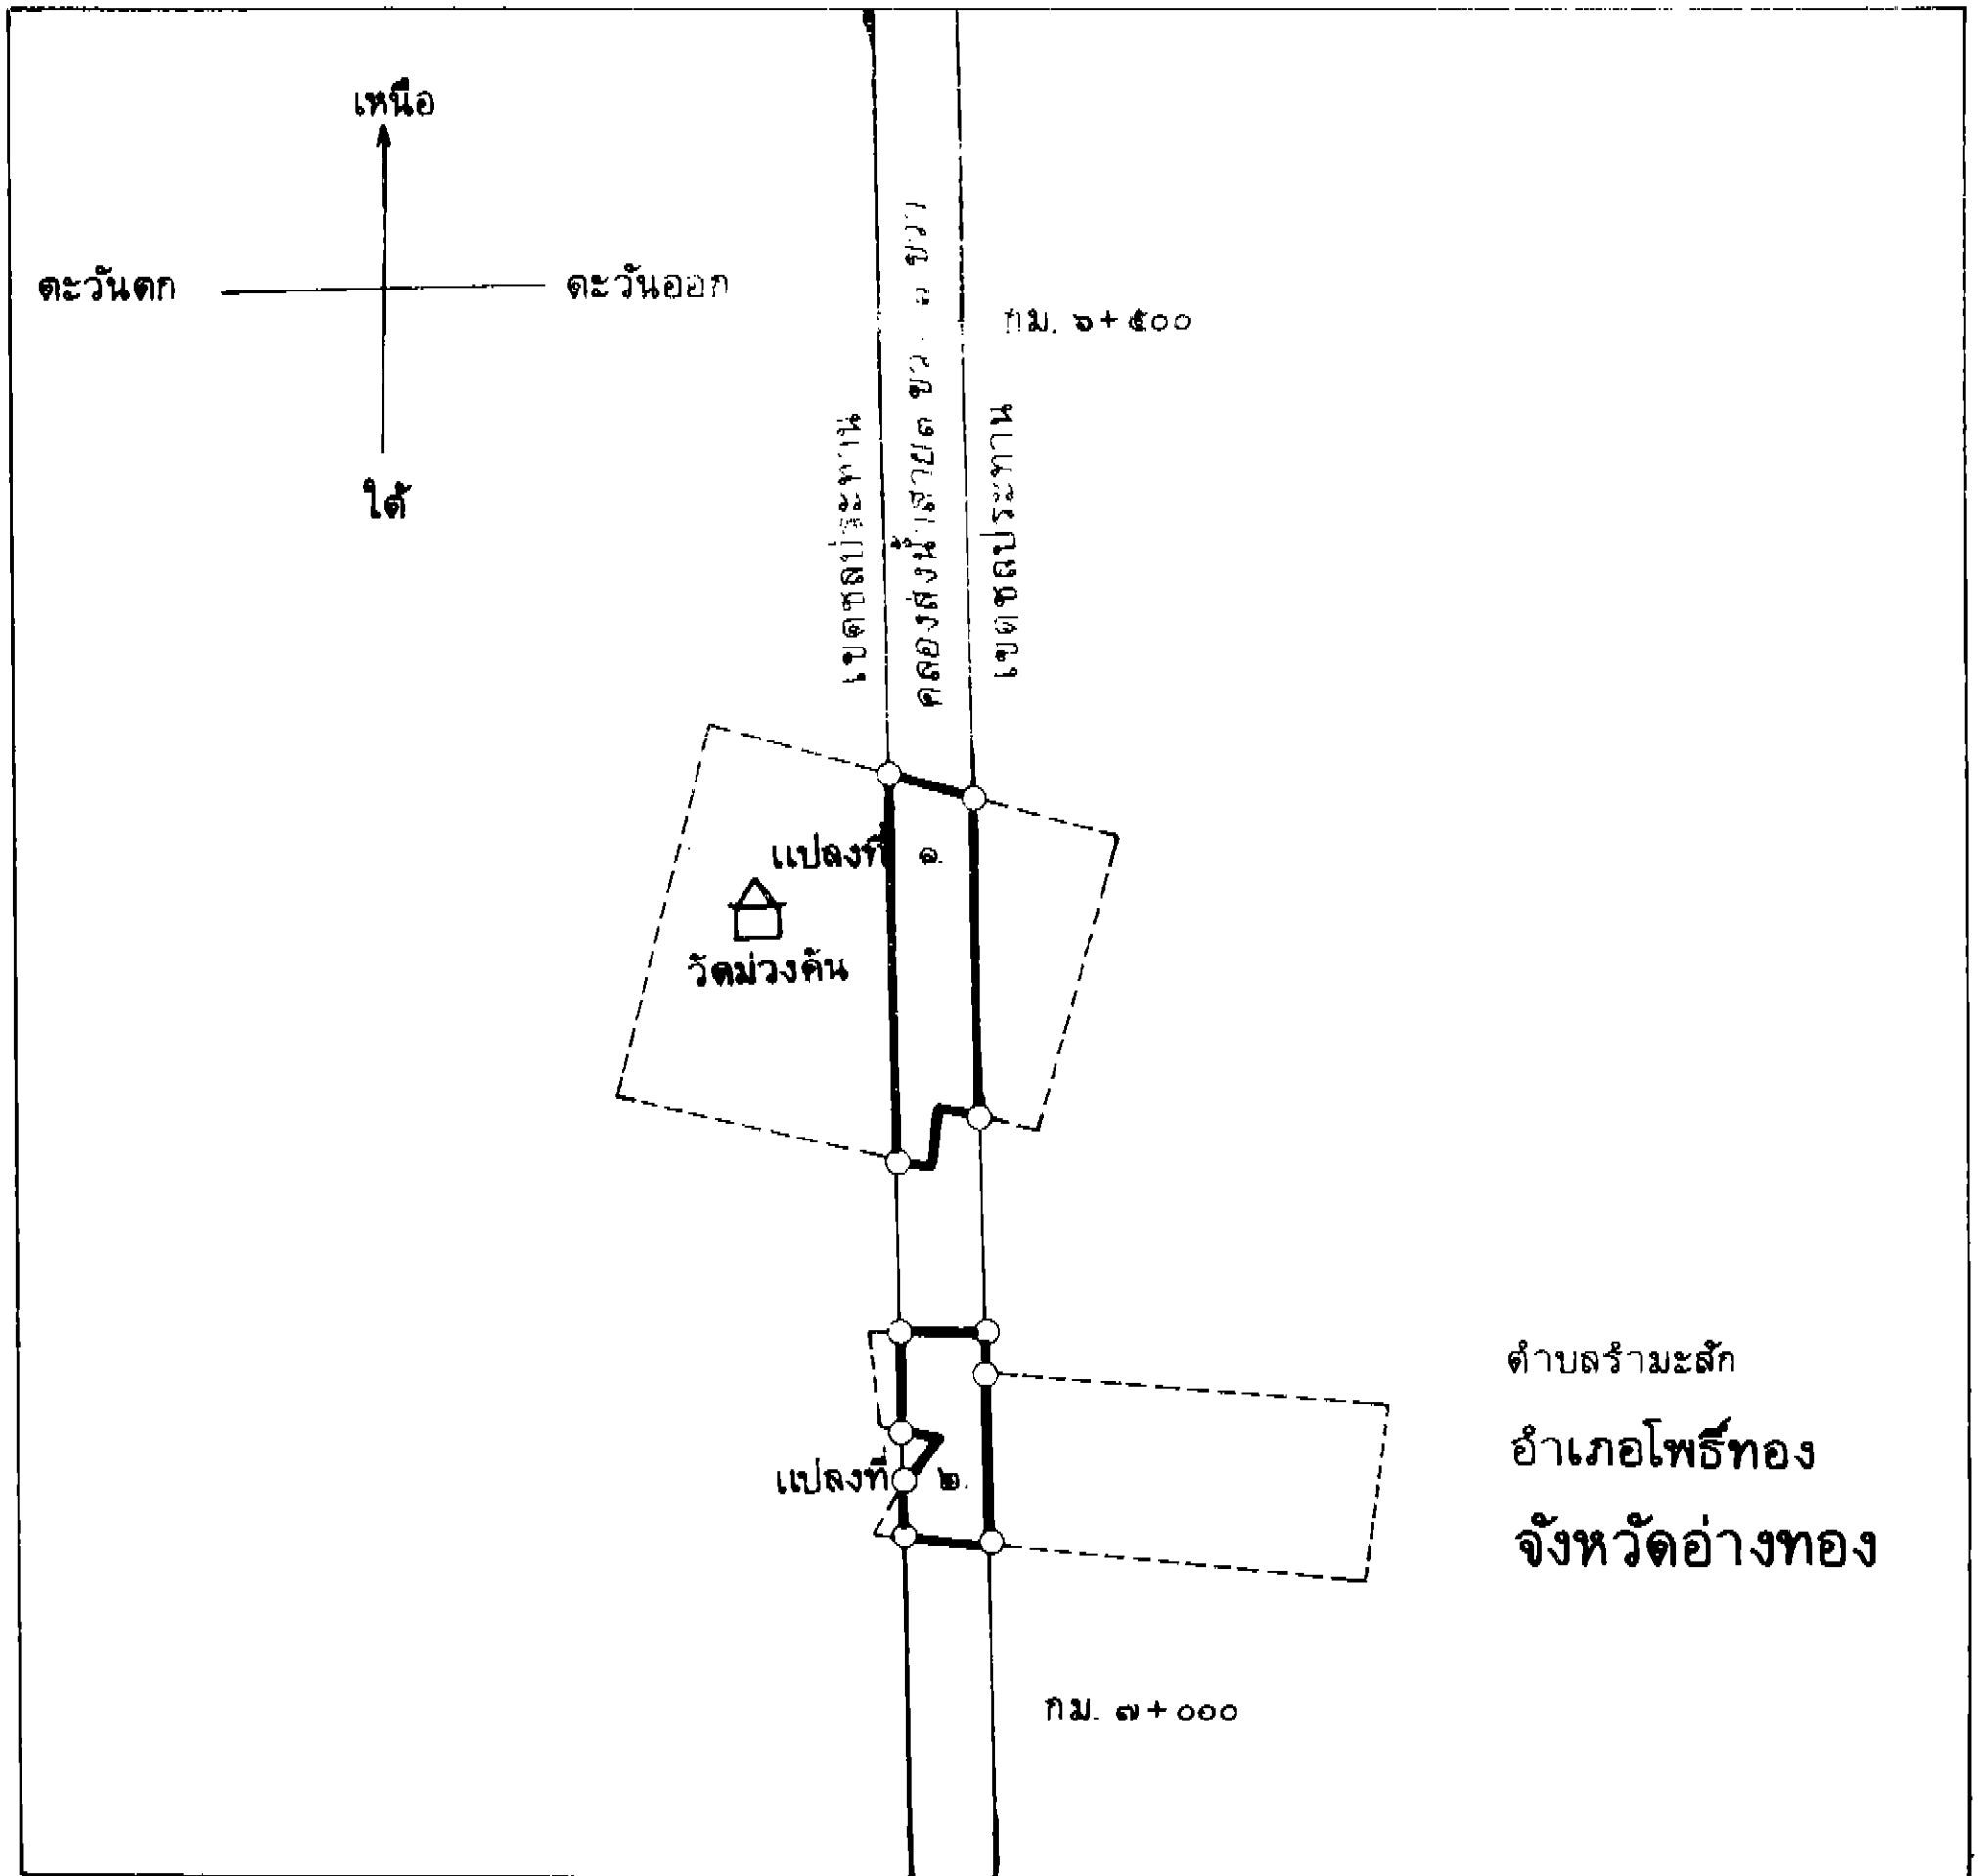 เหนือ
ตะวันตก
ตะวันออก
ใต้
กม. ๖+๕๐๐
เขตชลประทาน
คลองส่งน้ำสาย
เขตชลประทาน
แปลงที่ ๑.
วัดม่วงคัน
แปลงที่ ๒.
ตำบลรำมะสัก
อำเภอโพธิ์ทอง
จังหวัดอ่างทอง
กม. ๗+๐๐๐